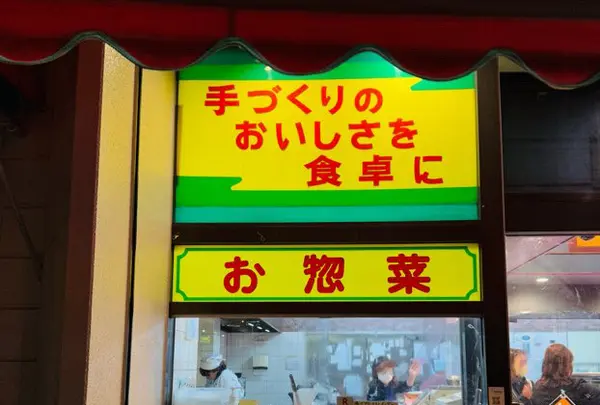 手づくりの
おいしさを
食卓に
お惣菜